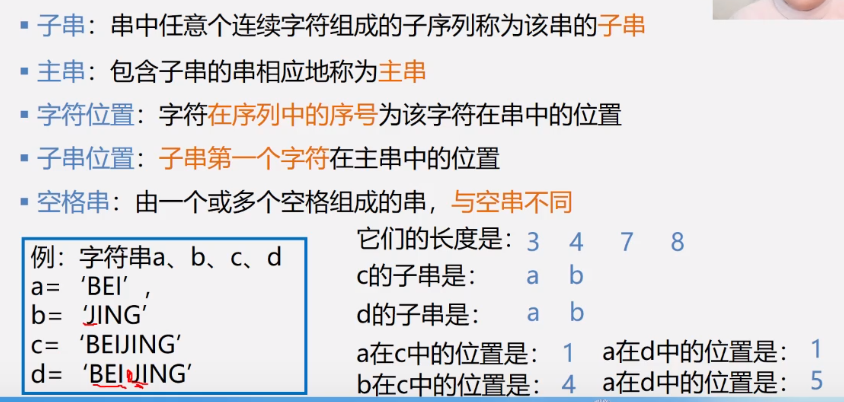 子串：串中任意个连续字符组成的子序列称为该串的子串
主串：包含子串的串相应地称为主串
字符位置：字符在序列中的序号为该字符在串中的位置
子串位置：子串第一个字符在主串中的位置
空格串：由一个或多个空格组成的串，与空串不同
例：字符串a、b、c、d
a= ‘BEI’，
b= ‘JING’
c= ‘BEIJING’
d= ‘BEI JING’
它们的长度是：3 4 7 8
c的子串是： a b
d的子串是： a b
a在c中的位置是： 1 a在d中的位置是： 1
b在c中的位置是： 4 a在d中的位置是： 5